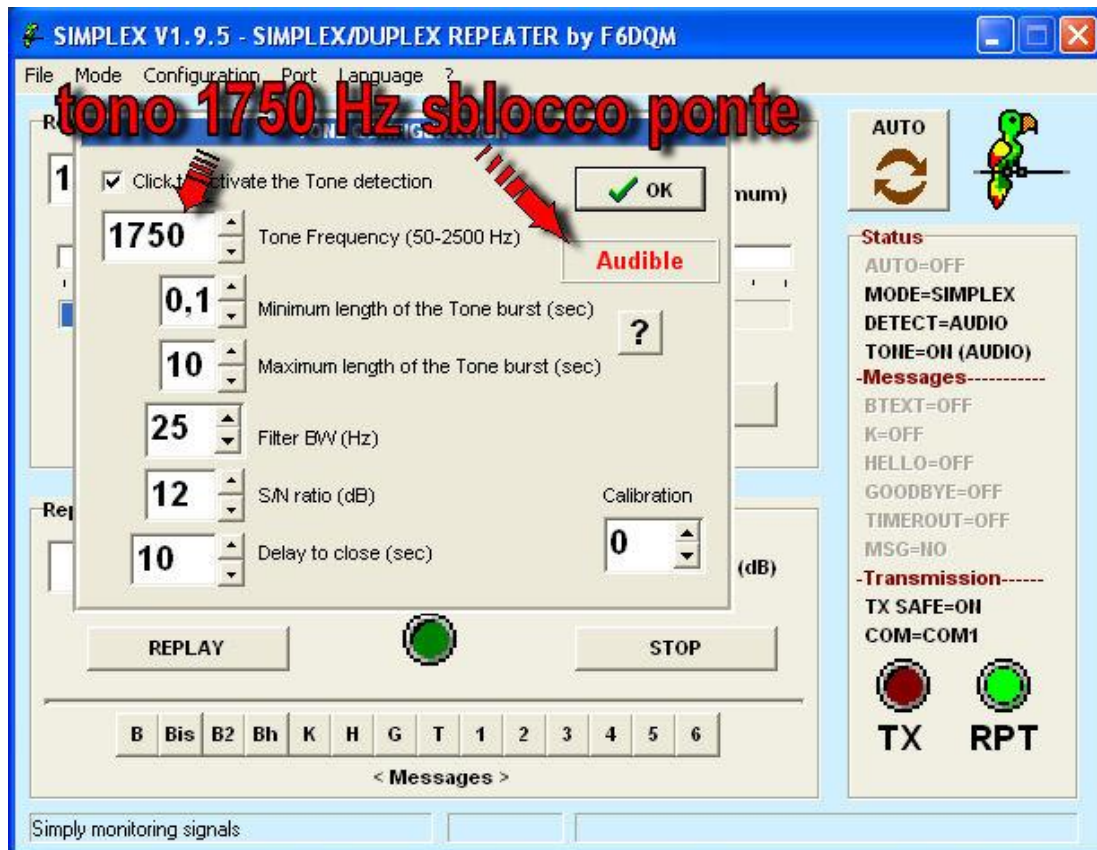 SIMPLEX V1.9.5 - SIMPLEX/DUPLEX REPEATER by F6DQM
File Mode Configuration Port Language ?
tono 1750 Hz sblocco ponte
Click to activate the Tone detection
OK
1750 Tone Frequency (50-2500 Hz)
Audible
0,1 Minimum length of the Tone burst (sec)
?
10 Maximum length of the Tone burst (sec)
25 Filter BW (Hz)
12 S/N ratio (dB)
Calibration
0
10 Delay to close (sec)
1
num)
Rep
(dB)
REPLAY
STOP
B Bis B2 Bh K H G T 1 2 3 4 5 6
< Messages >
AUTO
Status
AUTO=OFF
MODE=SIMPLEX
DETECT=AUDIO
TONE=ON (AUDIO)
-Messages-----------
BTEXT=OFF
K=OFF
HELLO=OFF
GOODBYE=OFF
TIMEROUT=OFF
MSG=NO
-Transmission------
TX SAFE=ON
COM=COM1
TX RPT
Simply monitoring signals